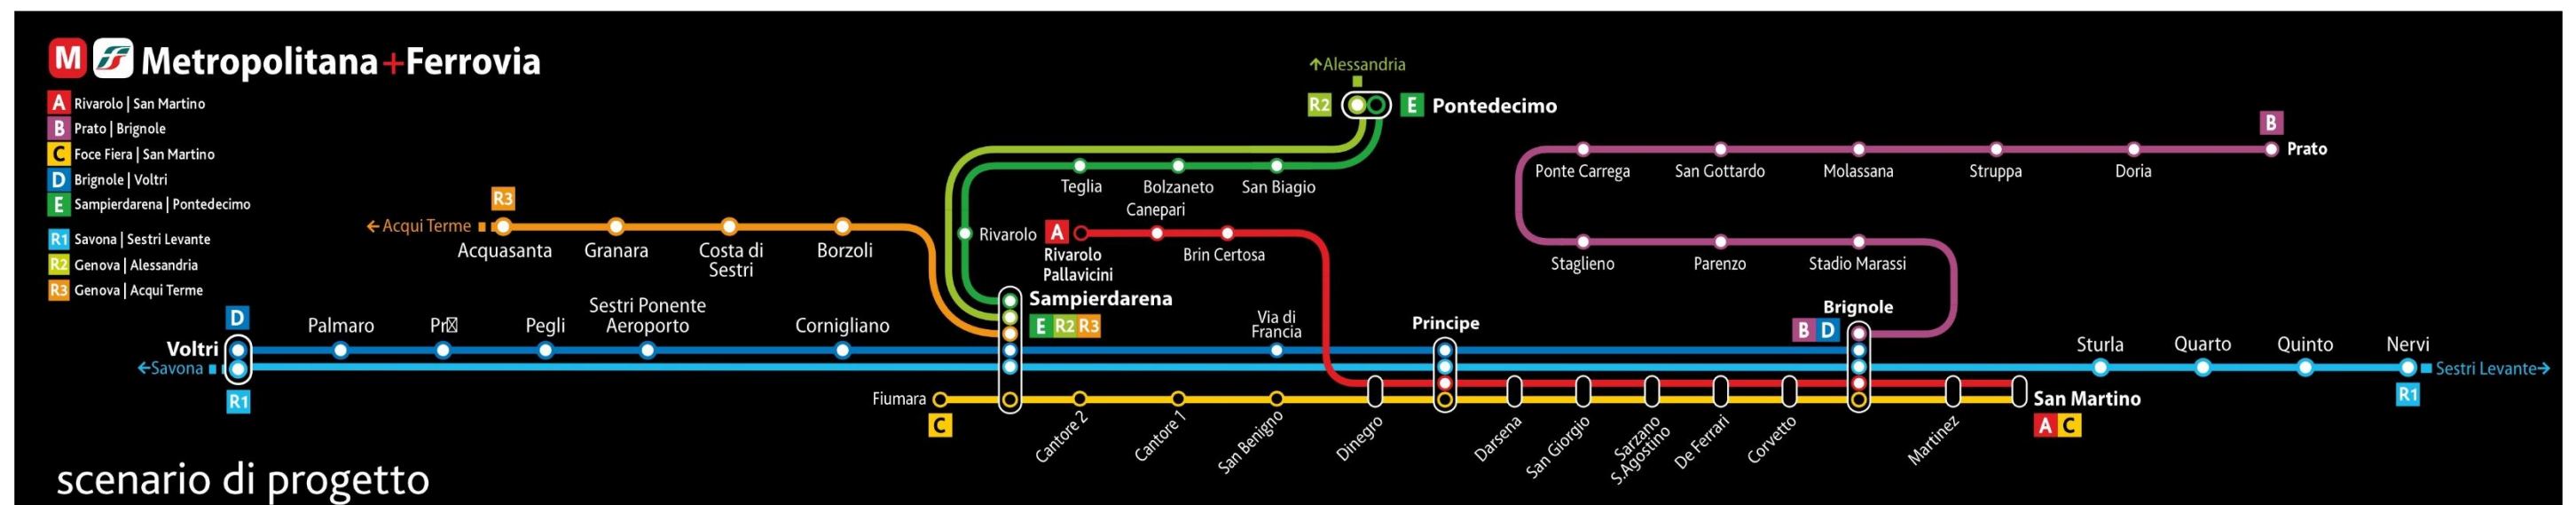 M Metropolitana+Ferrovia
A Rivarolo | San Martino
B Prato | Brignole
C Foce Fiera | San Martino
D Brignole | Voltri
E Sampierdarena | Pontedecimo
R1 Savona | Sestri Levante
R2 Genova | Alessandria
R3 Genova | Acqui Terme
↑Alessandria
R2 E Pontedecimo
Teglia
Bolzaneto
San Biagio
B
Prato
Ponte Carrega
San Gottardo
Molassana
Struppa
Doria
R3
←Acqui Terme
Acquasanta
Granara
Costa di
Sestri
Borzoli
Rivarolo
A
Rivarolo
Pallavicini
Canepari
Brin Certosa
Staglieno
Parenzo
Stadio Marassi
Sampierdarena
E R2 R3
D
Voltri
←Savona
R1
Palmaro
Pr
Pegli
Sestri Ponente
Aeroporto
Cornigliano
Via di
Francia
Principe
Brignole
B D
Sturla
Quarto
Quinto
Nervi
Sestri Levante→
R1
Fiumara
C
Cantore 2
Cantore 1
San Benigno
Dinegro
Darsena
San Giorgio
Sarzano
S.Agostino
De Ferrari
Corvetto
Martinez
San Martino
A C
scenario di progetto